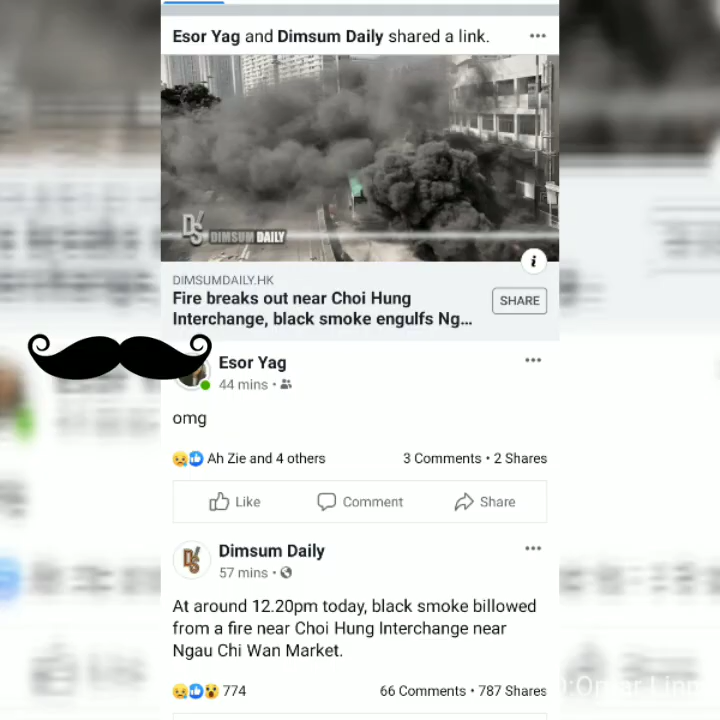 Esor Yag and Dimsum Daily shared a link.
DS DIMSUM DAILY
DIMSUMDAILY.HK
Fire breaks out near Choi Hung
Interchange, black smoke engulfs Ng...
SHARE
Esor Yag
44 mins •
omg
Ah Zie and 4 others 3 Comments • 2 Shares
Like Comment Share
DS Dimsum Daily
57 mins •
At around 12.20pm today, black smoke billowed
from a fire near Choi Hung Interchange near
Ngau Chi Wan Market.
774 66 Comments • 787 Shares